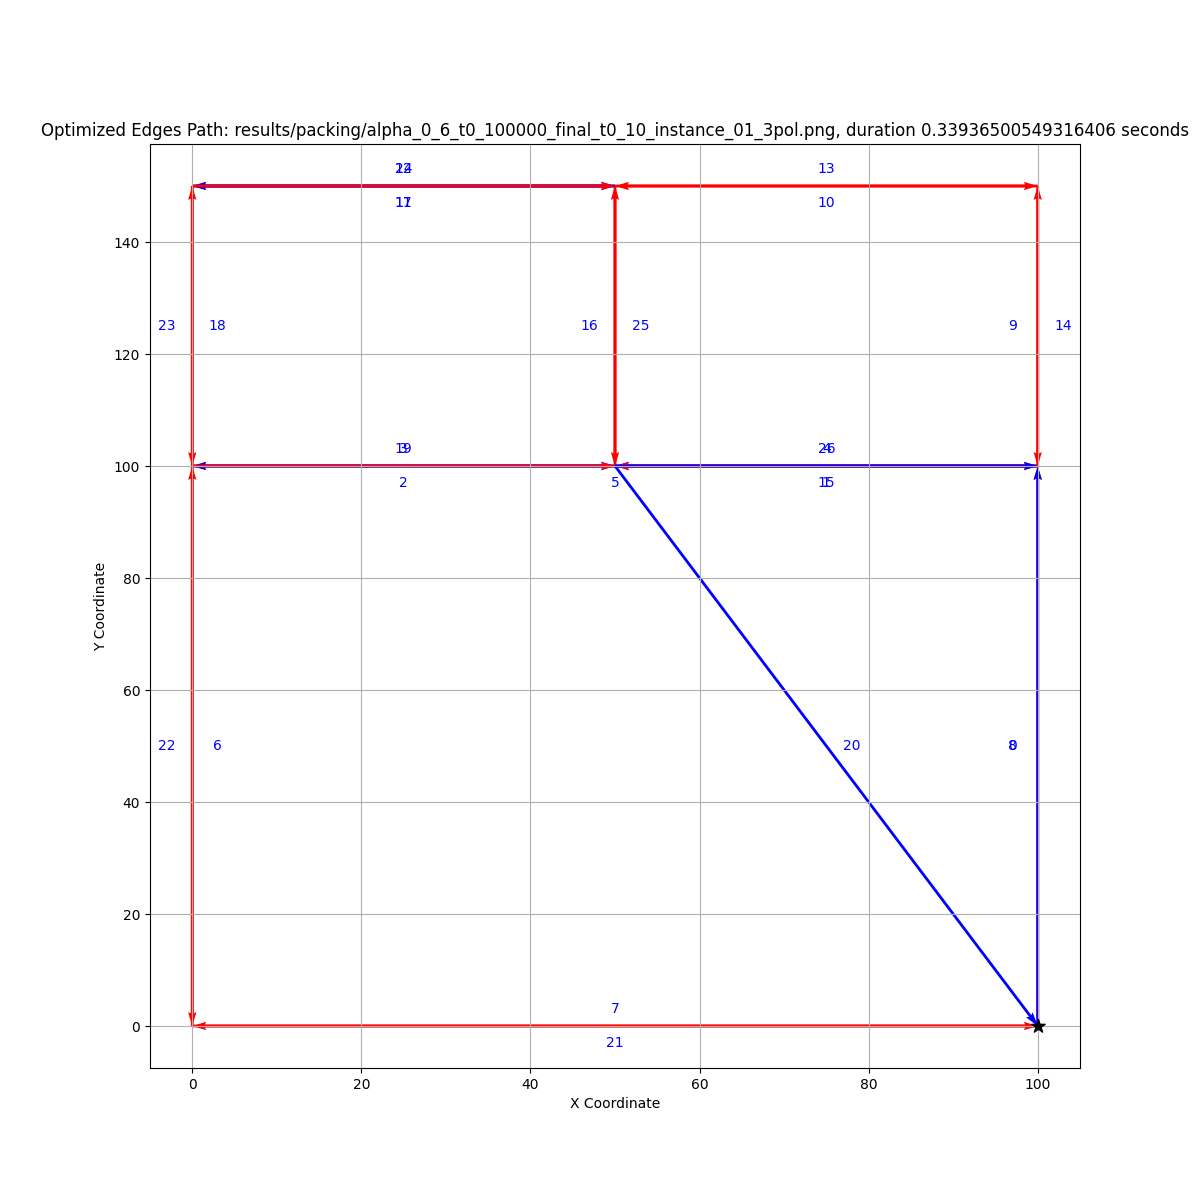 Optimized Edges Path: results/packing/alpha_0_6_t0_100000_final_t0_10_instance_01_3pol.png, duration 0.33936500549316406 seconds
13
10
140
23 18 16 25 9 14
120
100
2 5
80
Y Coordinate
60
22 6 20
40
20
7
0
21
0 20 40 60 80 100
X Coordinate